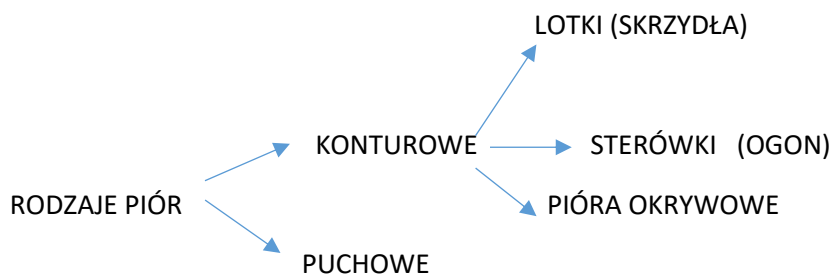 LOTKI (SKRZYDŁA)
KONTUROWE
STERÓWKI (OGON)
RODZAJE PIÓR
PIÓRA OKRYWOWE
PUCHOWE